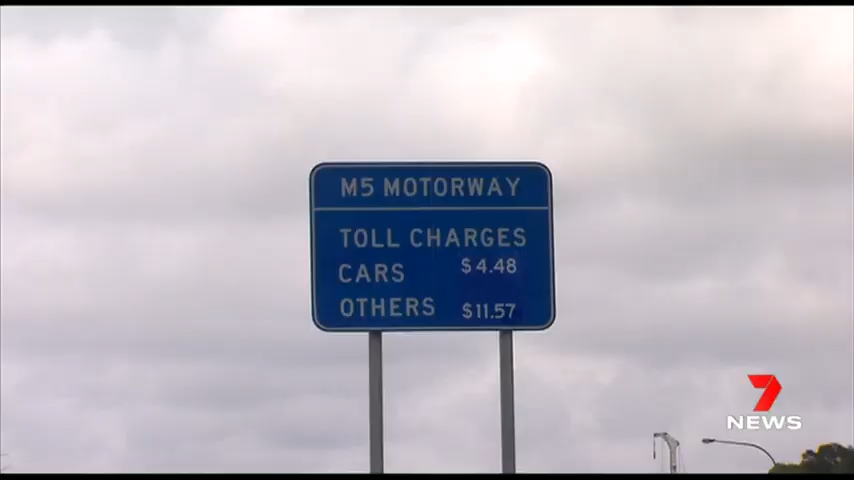 M5 MOTORWAY
TOLL CHARGES
CARS $4.48
OTHERS $11.57
7
NEWS